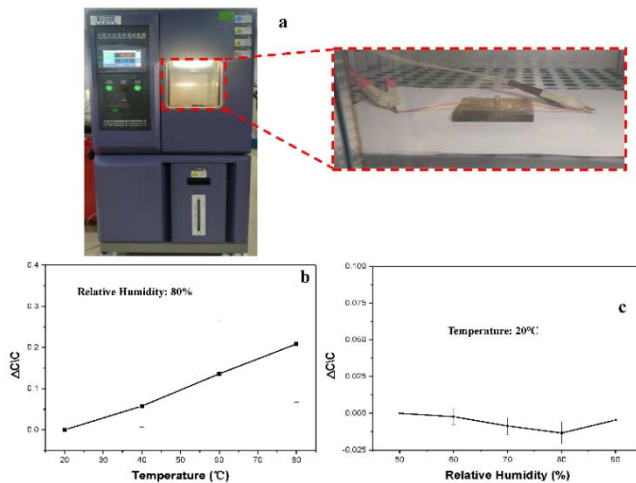 a
b
Relative Humidity: 80%
ΔC\C
0.4
0.3
0.2
0.1
0.0
20 30 40 50 60 70 80
Temperature (℃)
c
Temperature: 20℃
ΔC\C
0.100
0.075
0.050
0.025
0.000
-0.025
50 60 70 80 90
Relative Humidity (%)